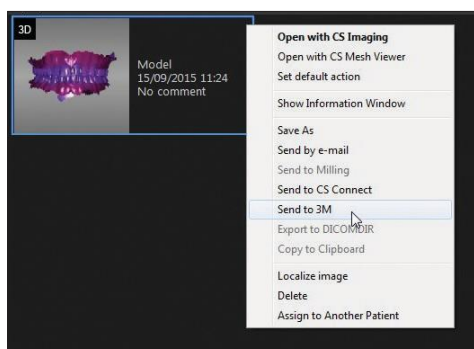 3D
Model
15/09/2015 11:24
No comment
Open with CS Imaging
Open with CS Mesh Viewer
Set default action
Show Information Window
Save As
Send by e-mail
Send to Milling
Send to CS Connect
Send to 3M
Export to DICOMDIR
Copy to Clipboard
Localize image
Delete
Assign to Another Patient